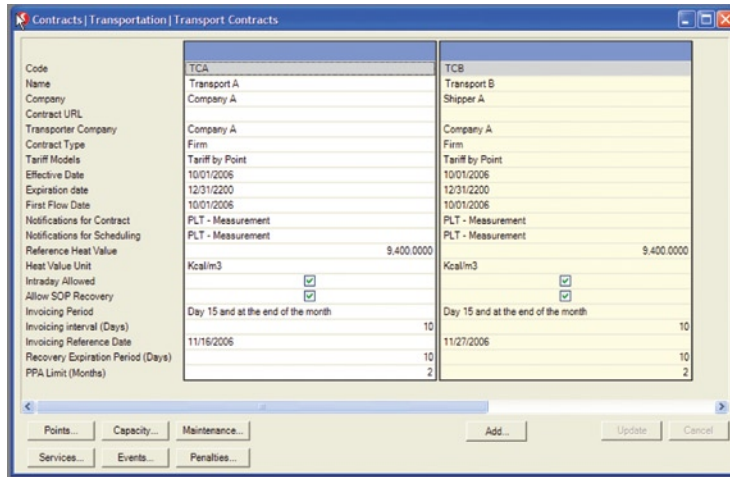 Contracts|Transportation|Transport Contracts
Code TCA TCB
Name Transport A Transport B
Company Company A Shipper A
Contract URL
Transporter Company Company A Company A
Contract Type Firm Firm
Tariff Models Tariff by Point Tariff by Point
Effective Date 10/01/2006 10/01/2006
Expiration date 12/31/2200 12/31/2200
First Flow Date 10/01/2006 10/01/2006
Notifications for Contract PLT - Measurement PLT - Measurement
Notifications for Scheduling PLT - Measurement PLT - Measurement
Reference Heat Value 9,400.0000 9,400.0000
Heat Value Unit Kcal/m3 Kcal/m3
Intraday Allowed
Allow SOP Recovery
Invoicing Period Day 15 and at the end of the month Day 15 and at the end of the month
Invoicing interval (Days) 10 10
Invoicing Reference Date 11/16/2006 11/27/2006
Recovery Expiration Period (Days) 10 10
PPA Limit (Months) 2 2
Points... Capacity... Maintenance... Add... Update Cancel
Services... Events... Penalties...